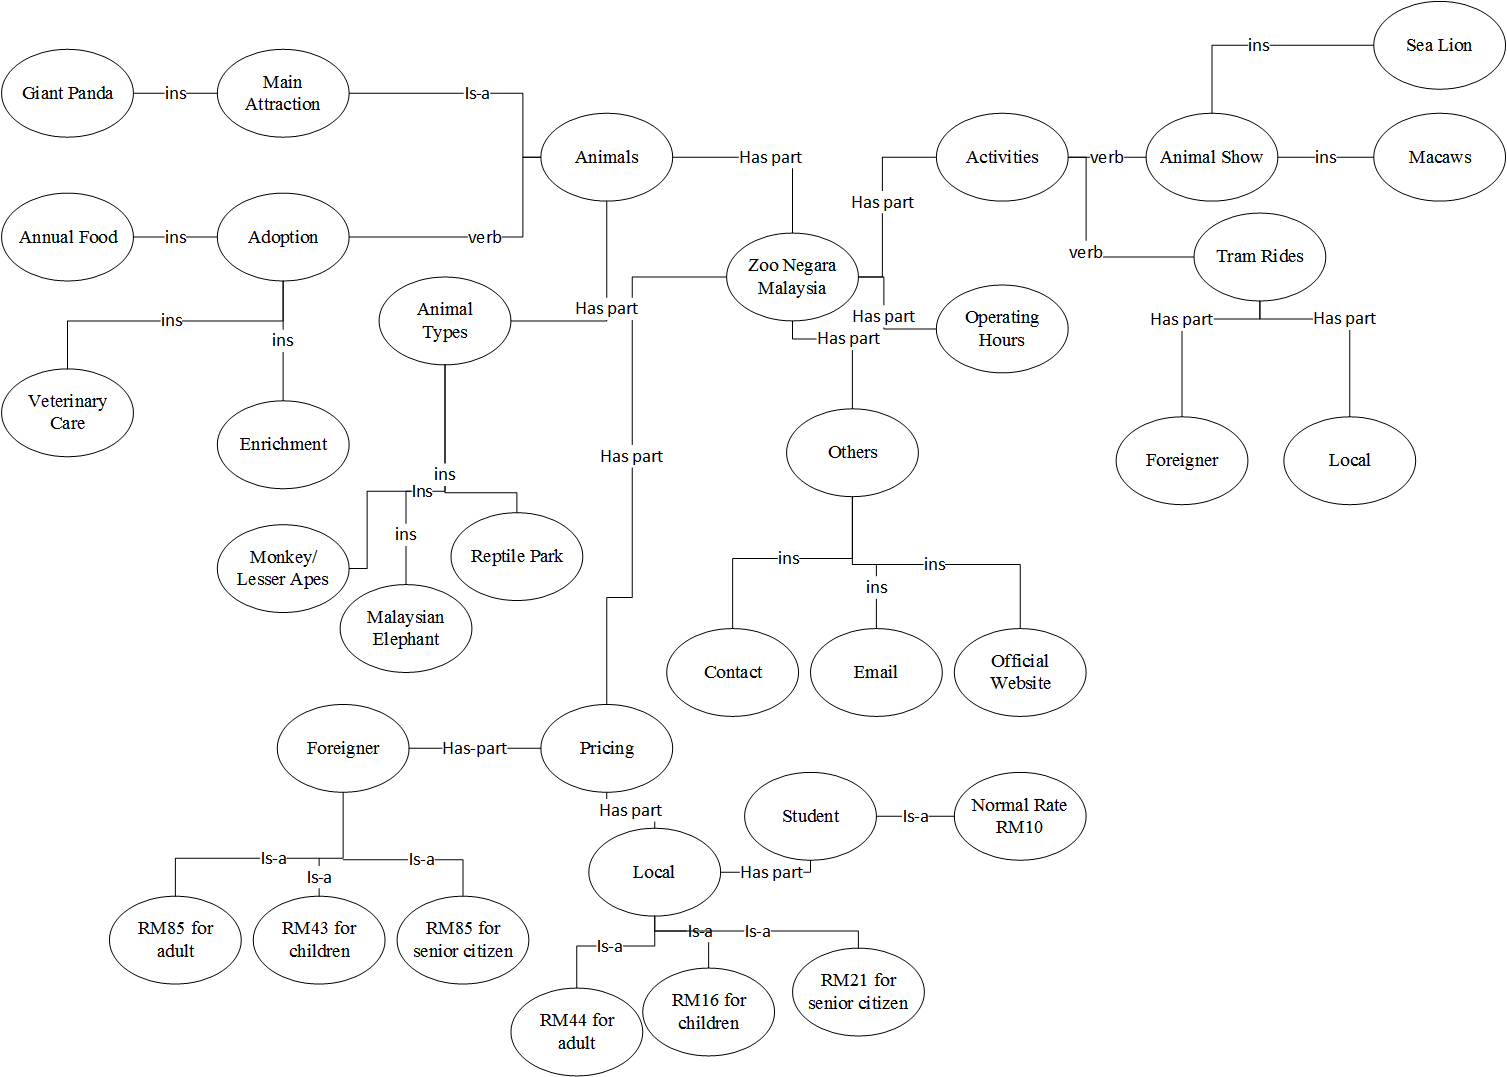 ins
Sea Lion
Giant Panda
ins
Main
Attraction
Is-a
Animals
Has part
Activities
verb
Animal Show
ins
Macaws
Has part
Annual Food
ins
Adoption
verb
Zoo Negara
Malaysia
verb
Tram Rides
Animal
Types
Has part
Has part
Operating
Hours
Has part
Has part
Has part
ins
ins
Veterinary
Care
Enrichment
Has part
Others
Foreigner
Local
ins
Ins
ins
Monkey/
Lesser Apes
Reptile Park
Malaysian
Elephant
ins
ins
ins
Contact
Email
Official
Website
Foreigner
Has-part
Pricing
Has part
Student
Is-a
Normal Rate
RM10
Is-a
Is-a
Is-a
Local
Has part
RM85 for
adult
RM43 for
children
RM85 for
senior citizen
Is-a
Is-a
Is-a
RM44 for
adult
RM16 for
children
RM21 for
senior citizen